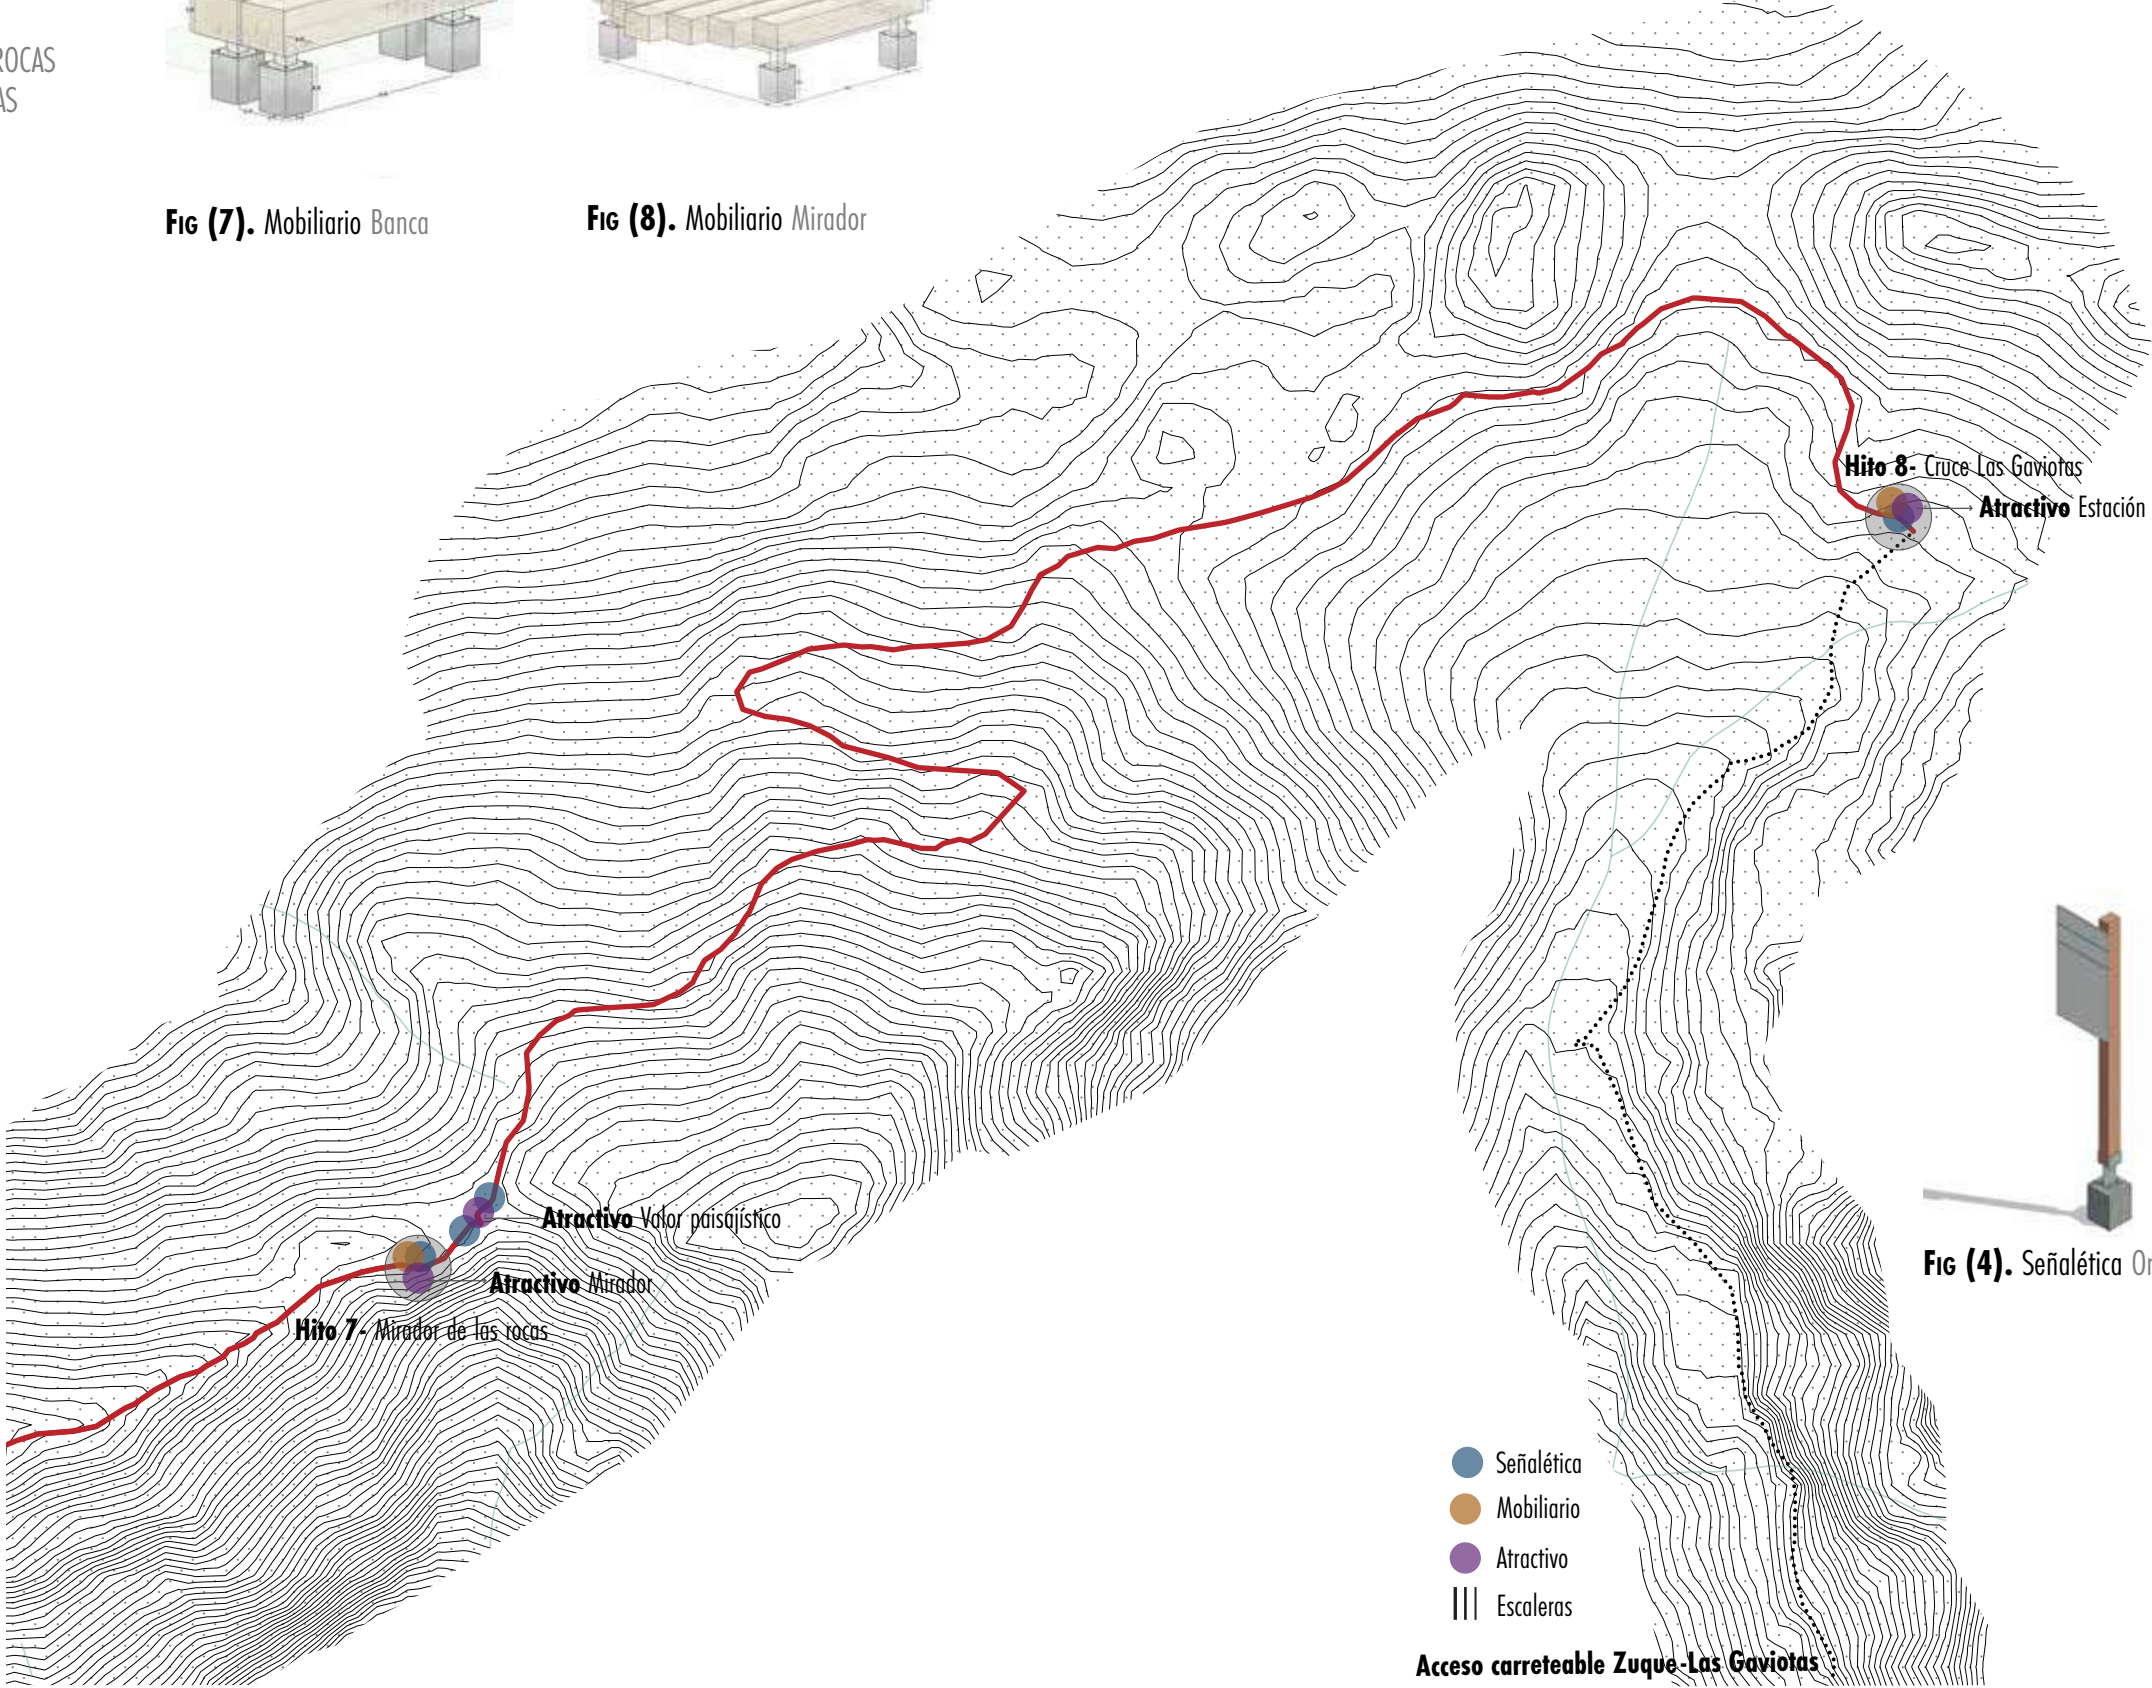 ROCAS
AS
FIG (7). Mobiliario Banca
FIG (8). Mobiliario Mirador
Hito 8- Cruce Las Gaviotas
Atractivo Estación
Atractivo Valor paisajístico
Atractivo Mirador
Hito 7- Mirador de las rocas
FIG (4). Señalética Or
Señalética
Mobiliario
Atractivo
Escaleras
Acceso carreteable Zuque-Las Gaviotas